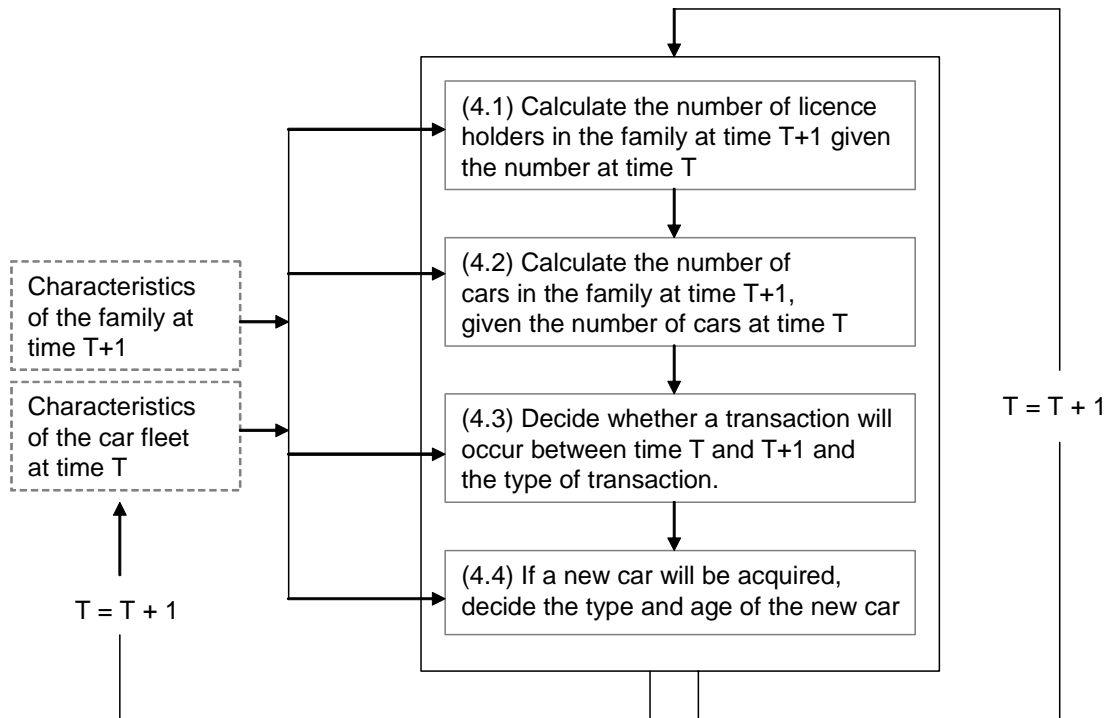 (4.1) Calculate the number of licence
holders in the family at time T+1 given
the number at time T
(4.2) Calculate the number of
cars in the family at time T+1,
given the number of cars at time T
Characteristics
of the family at
time T+1
Characteristics
of the car fleet
at time T
(4.3) Decide whether a transaction will
occur between time T and T+1 and
the type of transaction.
T = T + 1
(4.4) If a new car will be acquired,
decide the type and age of the new car
T = T + 1